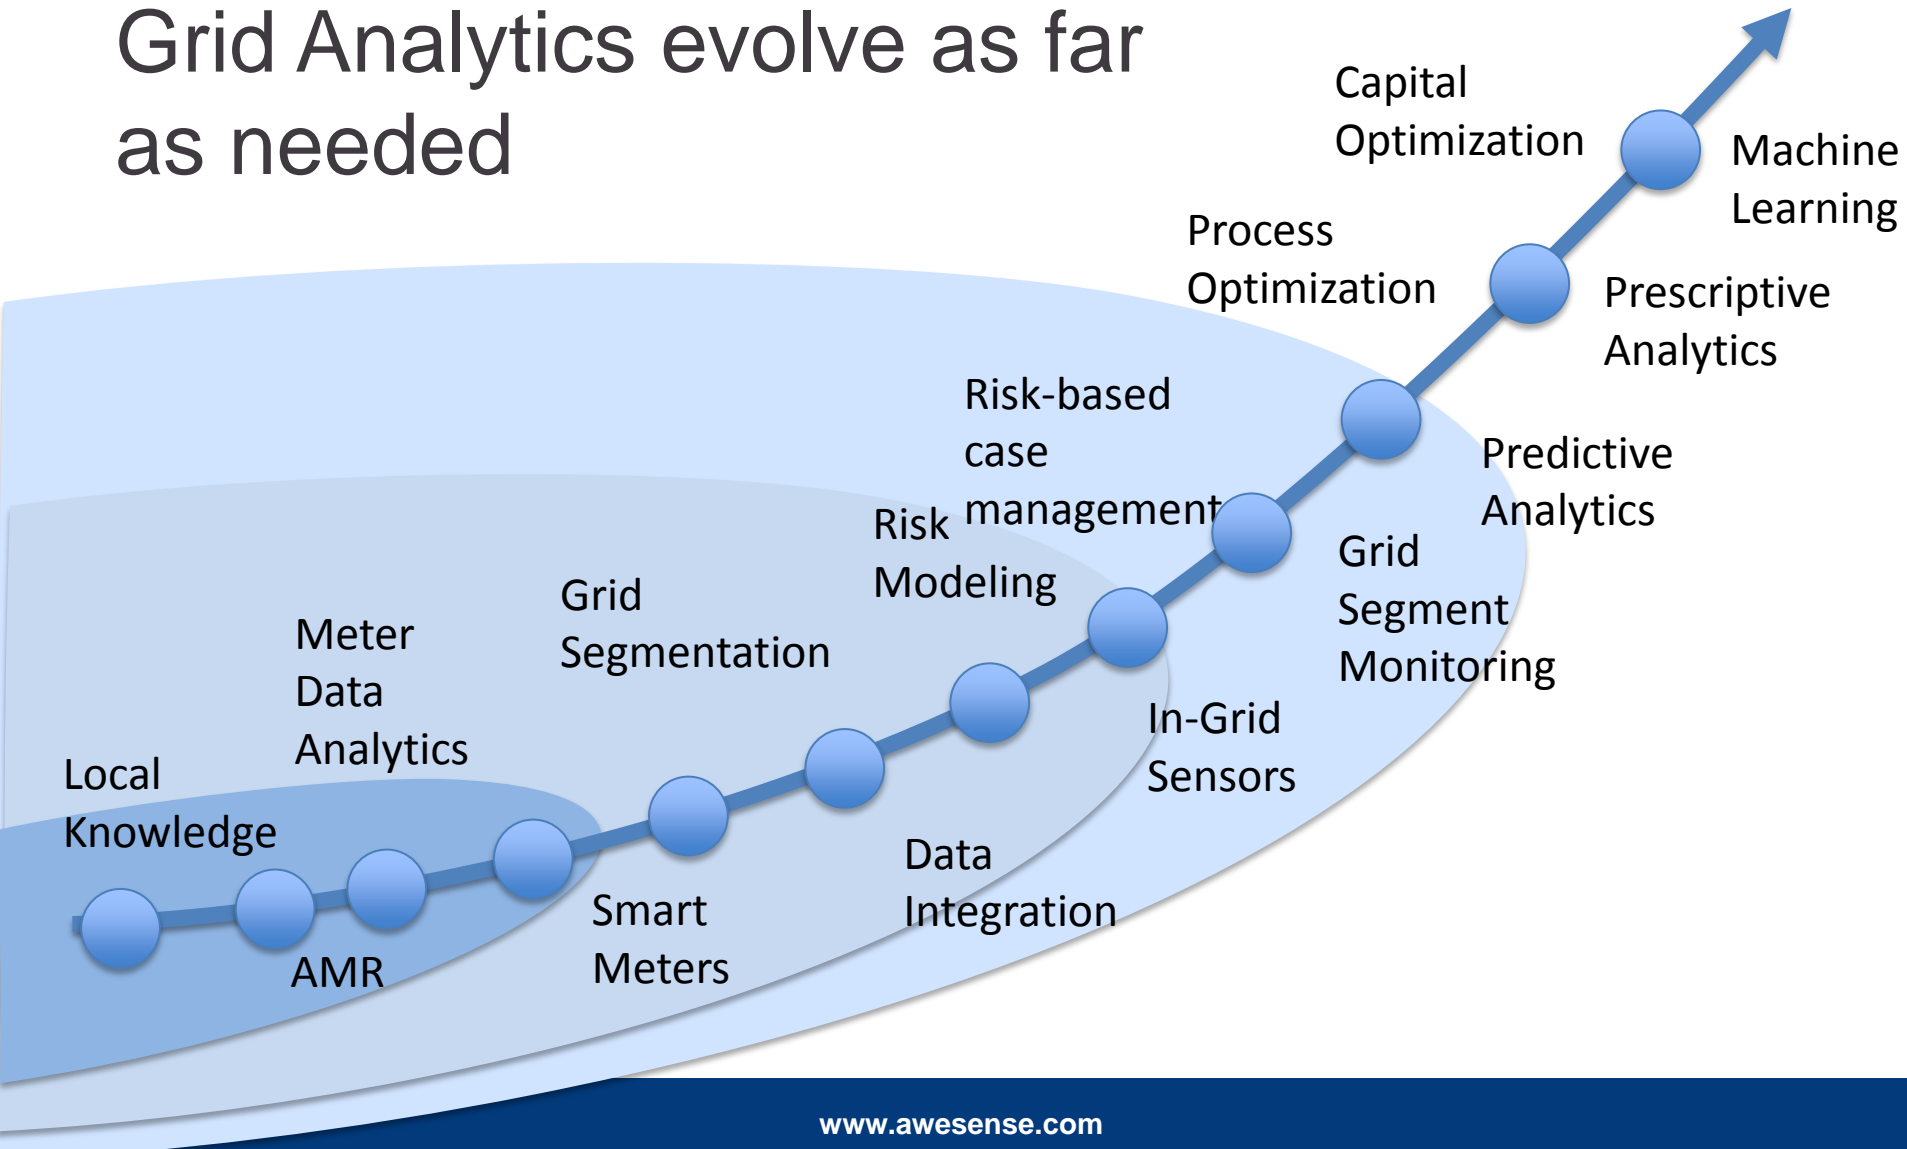 Grid Analytics evolve as far
as needed
Capital
Optimization
Machine
Learning
Process
Optimization
Prescriptive
Analytics
Risk-based
case
management
Predictive
Analytics
Risk
Modeling
Grid
Segment
Monitoring
Grid
Segmentation
Meter
Data
Analytics
In-Grid
Sensors
Local
Knowledge
Data
Integration
Smart
Meters
AMR
www.awesense.com